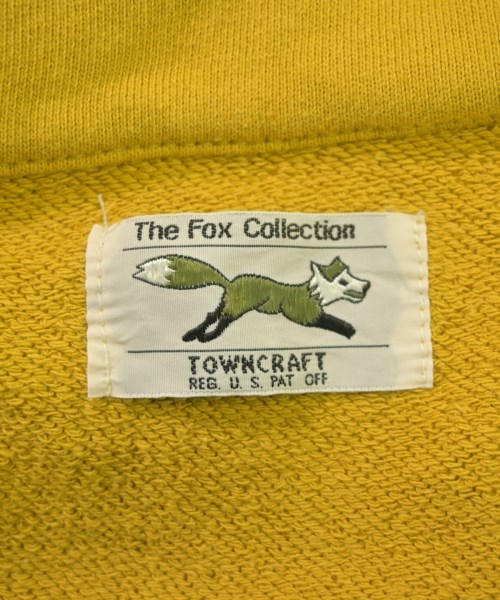 The Fox Collection
TOWNCRAFT
REG. U. S. PAT OFF